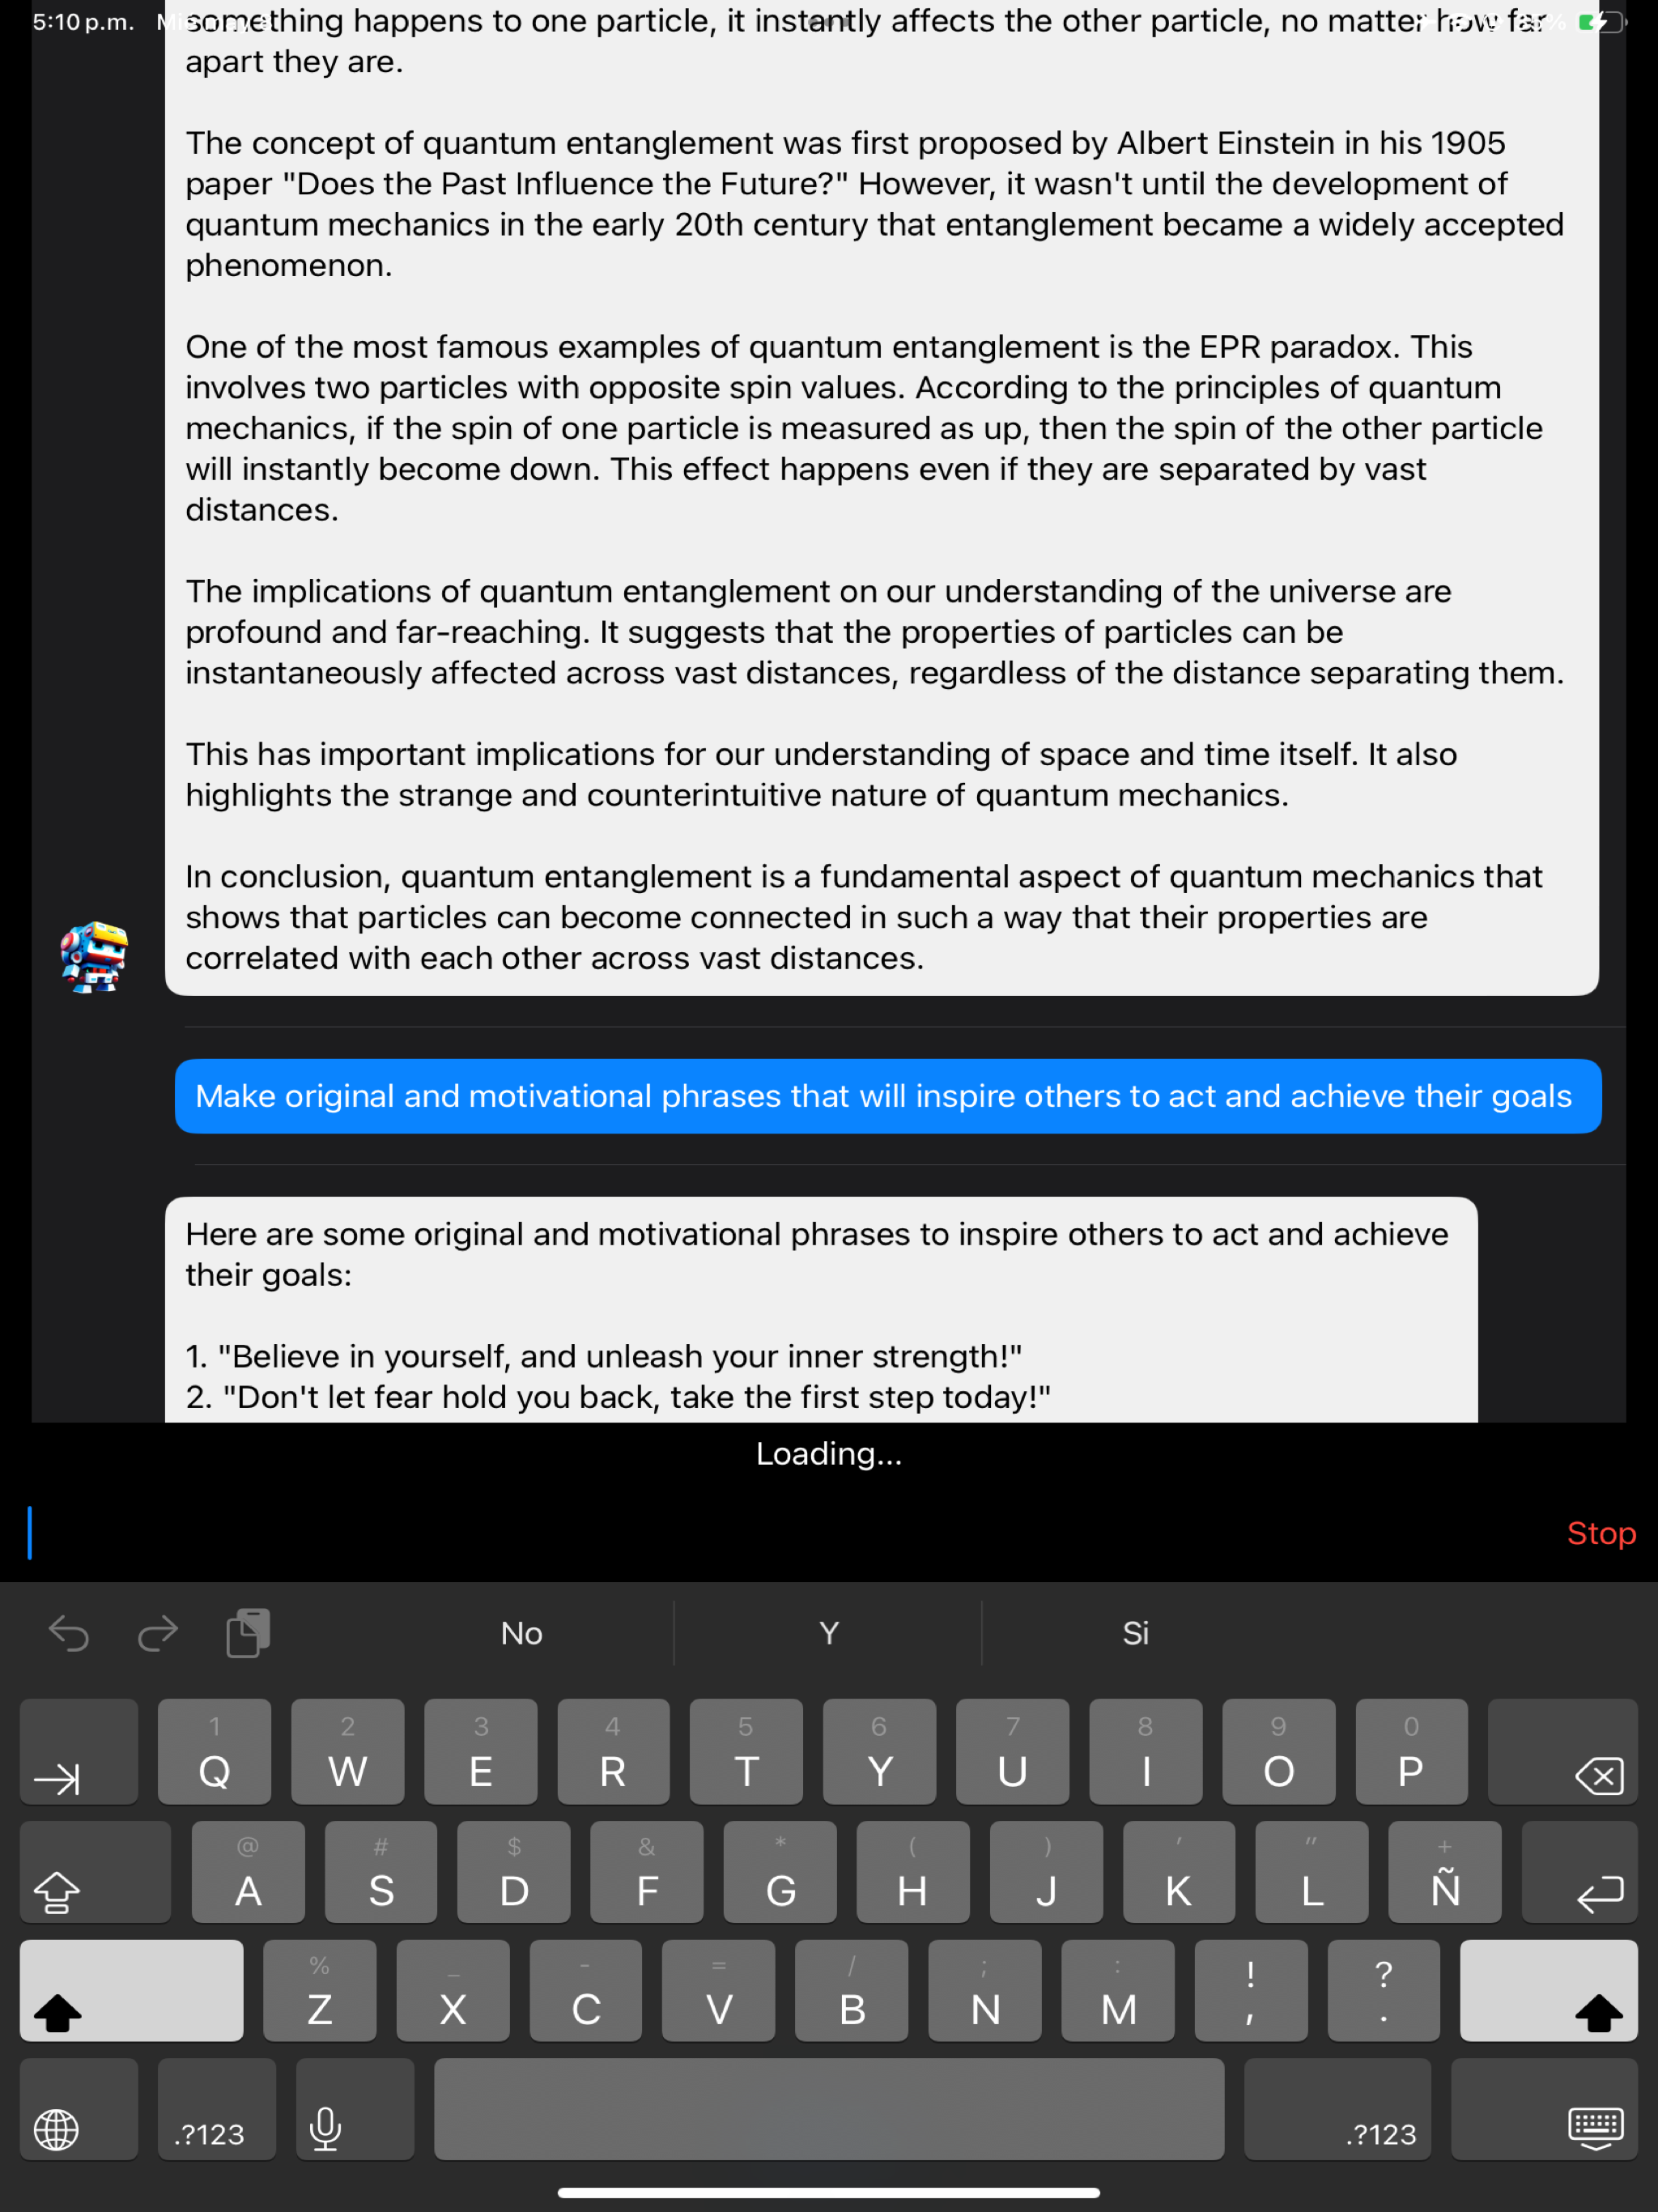 5:10 p.m.
something happens to one particle, it instantly affects the other particle, no matter how far
apart they are.
The concept of quantum entanglement was first proposed by Albert Einstein in his 1905
paper "Does the Past Influence the Future?" However, it wasn't until the development of
quantum mechanics in the early 20th century that entanglement became a widely accepted
phenomenon.
One of the most famous examples of quantum entanglement is the EPR paradox. This
involves two particles with opposite spin values. According to the principles of quantum
mechanics, if the spin of one particle is measured as up, then the spin of the other particle
will instantly become down. This effect happens even if they are separated by vast
distances.
The implications of quantum entanglement on our understanding of the universe are
profound and far-reaching. It suggests that the properties of particles can be
instantaneously affected across vast distances, regardless of the distance separating them.
This has important implications for our understanding of space and time itself. It also
highlights the strange and counterintuitive nature of quantum mechanics.
In conclusion, quantum entanglement is a fundamental aspect of quantum mechanics that
shows that particles can become connected in such a way that their properties are
correlated with each other across vast distances.
Make original and motivational phrases that will inspire others to act and achieve their goals
Here are some original and motivational phrases to inspire others to act and achieve
their goals:
1. "Believe in yourself, and unleash your inner strength!"
2. "Don't let fear hold you back, take the first step today!"
Loading...
Stop
No Y Si
1 2 3 4 5 6 7 8 9 0
Q W E R T Y U I O P
@ # $ & * ( ) ' " +
A S D F G H J K L Ñ
% _ - = / ; : ! ?
Z X C V B N M , .
.?123 .?123